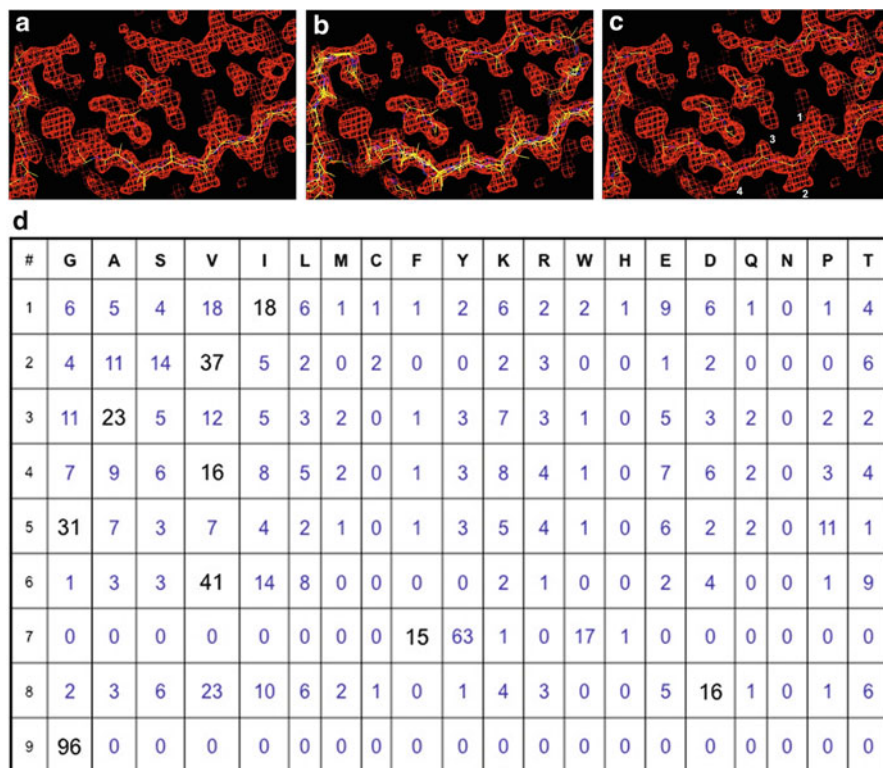 a b c
1
3
4 2
d
# G A S V I L M C F Y K R W H E D Q N P T
1 6 5 4 18 18 6 1 1 1 2 6 2 2 1 9 6 1 0 1 4
2 4 11 14 37 5 2 0 2 0 0 2 3 0 0 1 2 0 0 0 6
3 11 23 5 12 5 3 2 0 1 3 7 3 1 0 5 3 2 0 2 2
4 7 9 6 16 8 5 2 0 1 3 8 4 1 0 7 6 2 0 3 4
5 31 7 3 7 4 2 1 0 1 3 5 4 1 0 6 2 2 0 11 1
6 1 3 3 41 14 8 0 0 0 0 2 1 0 0 2 4 0 0 1 9
7 0 0 0 0 0 0 0 0 15 63 1 0 17 1 0 0 0 0 0 0
8 2 3 6 23 10 6 2 1 0 1 4 3 0 0 5 16 1 0 1 6
9 96 0 0 0 0 0 0 0 0 0 0 0 0 0 0 0 0 0 0 0